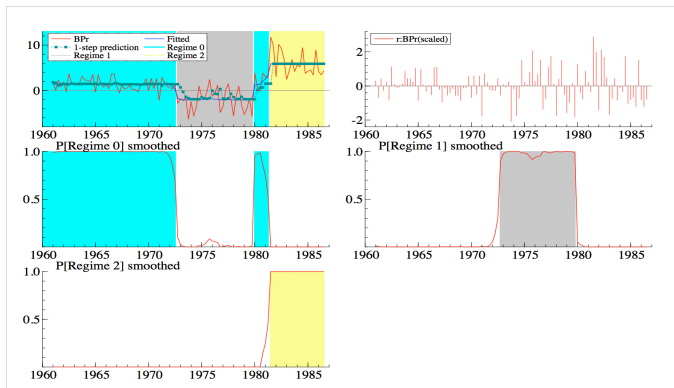 BPr Fitted
1-step prediction Regime 0
Regime 1 Regime 2
10
0
1960 1965 1970 1975 1980 1985
r:BPr(scaled)
2
0
-2
1960 1965 1970 1975 1980 1985
P[Regime 0] smoothed
1.0
0.5
1960 1965 1970 1975 1980 1985
P[Regime 1] smoothed
1.0
0.5
1960 1965 1970 1975 1980 1985
P[Regime 2] smoothed
1.0
0.5
1960 1965 1970 1975 1980 1985